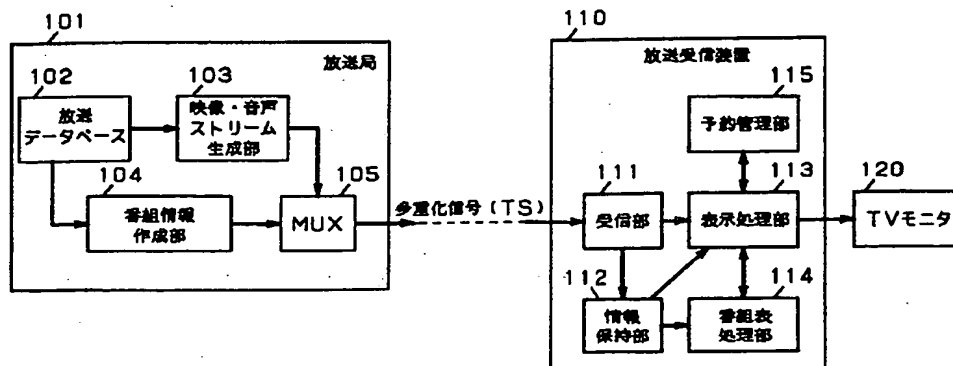 101
放送局
102
放送
データベース
103
映像・音声
ストリーム
生成部
104
番組情報
作成部
105
MUX
多重化信号(TS)
110
放送受信装置
115
予約管理部
111
受信部
113
表示処理部
120
TVモニタ
112
情報
保持部
114
番組表
処理部